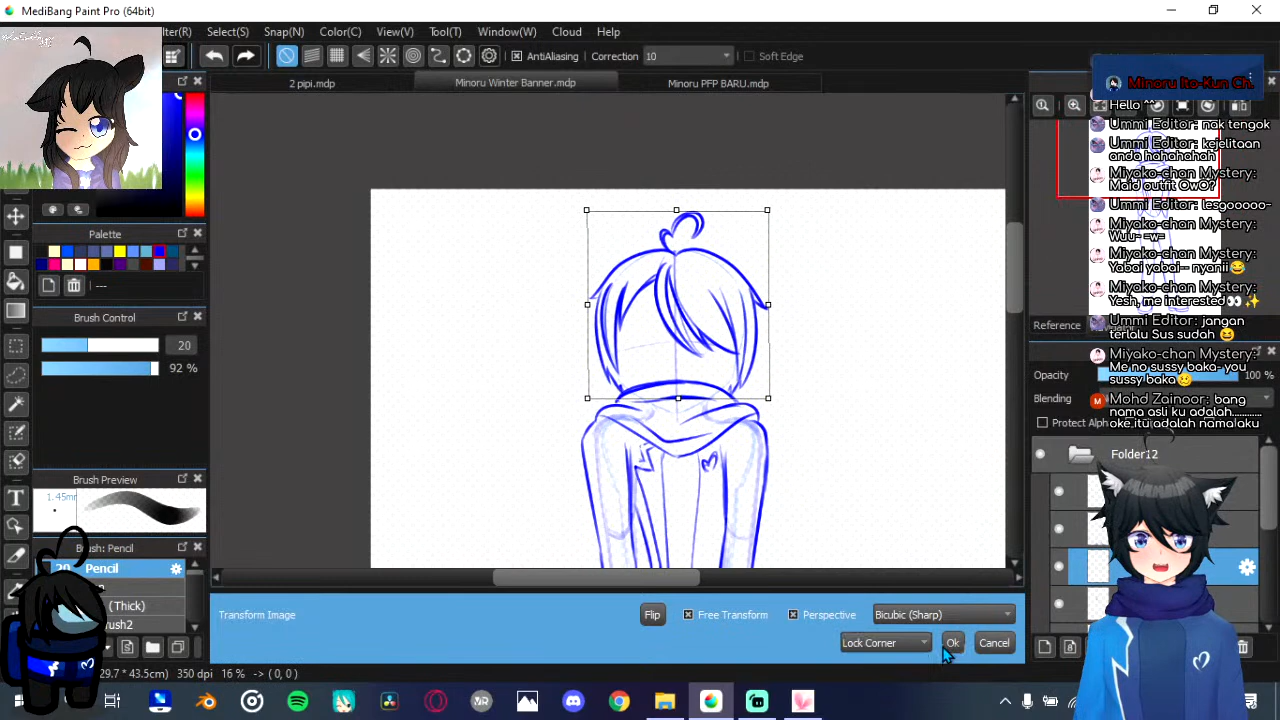 MediBang Paint Pro (64bit)
lter(R)
Select(S)
Snap(N)
Color(C)
View(V)
Tool(T)
Window(W)
Cloud
Help
AntiAliasing
Correction
10
Soft Edge
2 pipi.mdp
Minoru Winter Banner.mdp
Minoru PFP BARU.mdp
Minoru Ito-Kun Ch.
Hello ^^
Ummi Editor: nak tengok
Ummi Editor: kejelitaan
anda hahahahah
Miyako-chan Mystery:
Maid outfit OwO?
Ummi Editor: lesgooooo-
Miyako-chan Mystery:
Wuu~ =v=
Miyako-chan Mystery:
Yabai yabai-- nyanii😂
Miyako-chan Mystery:
Yesh, me interested👀✨
Ummi Editor: jangan
terlalu Sus sudah 😆
Miyako-chan Mystery:
Me no sussy baka- you
sussy baka🥲
Mohd Zainoor: bang
nama asli ku adalah............
oke itu adalah nama laku
Palette
---
Brush Control
20
92 %
Brush Preview
1.45m
Brush: Pencil
20
Pencil
(Thick)
rush2
Reference
Opacity
100 %
Blending
Protect Alph
Folder12
Transform Image
Flip
Free Transform
Perspective
Bicubic (Sharp)
Lock Corner
Ok
Cancel
29.7 * 43.5cm)
350 dpi
16 %
-> ( 0, 0 )